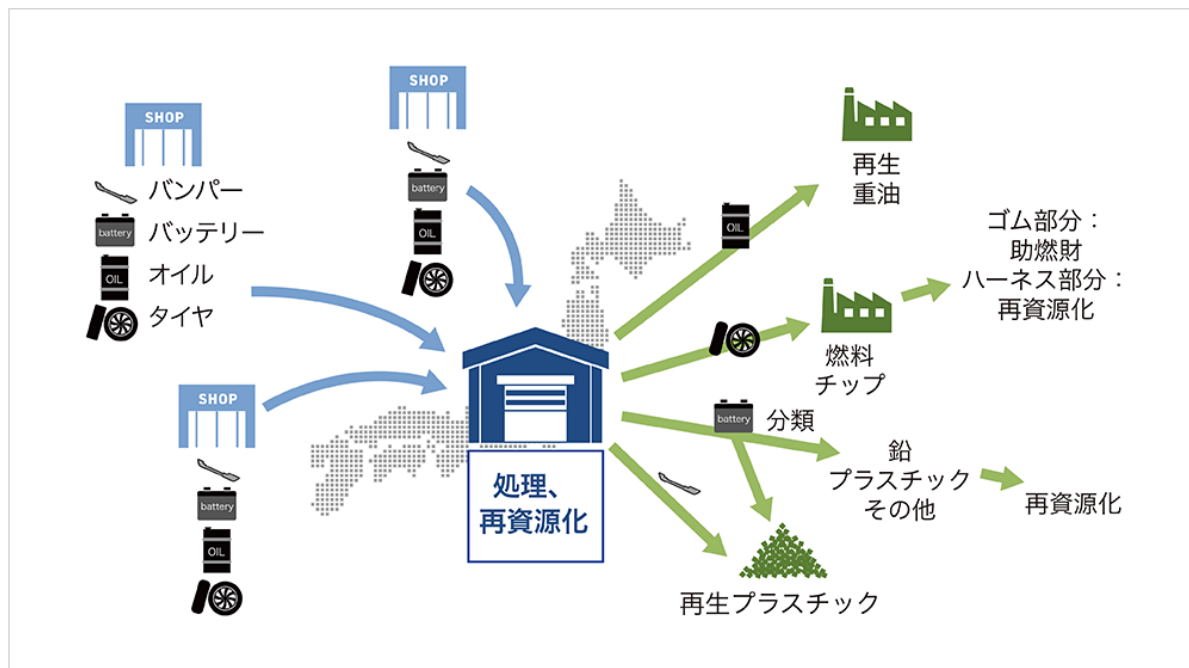 SHOP
バンパー
battery
バッテリー
OIL
オイル
タイヤ
SHOP
battery
OIL
SHOP
battery
OIL
処理、
再資源化
OIL
再生
重油
燃料
チップ
ゴム部分：
助燃財
ハーネス部分：
再資源化
battery
分類
鉛
プラスチック
その他
再資源化
再生プラスチック